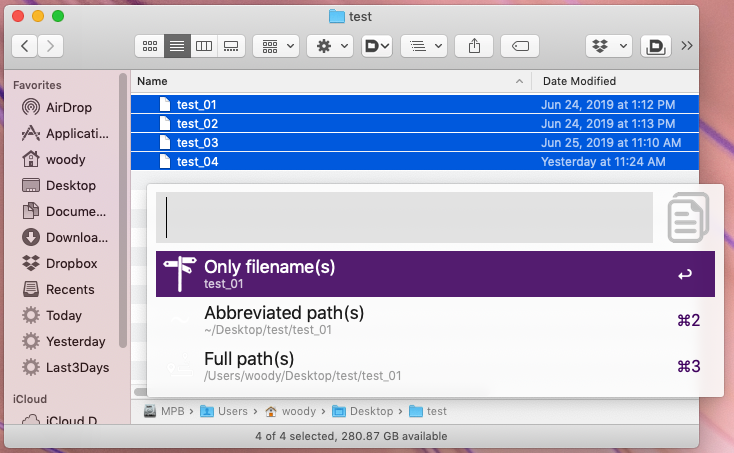 test
Name
Date Modified
Favorites
AirDrop
Applicati...
woody
Desktop
Docume...
Downloa...
Dropbox
Recents
Today
Yesterday
Last3Days
iCloud
iCloud D
test_01 Jun 24, 2019 at 1:12 PM
test_02 Jun 24, 2019 at 1:13 PM
test_03 Jun 25, 2019 at 11:10 AM
test_04 Yesterday at 11:24 AM
Only filename(s)
test_01
Abbreviated path(s) ⌘2
~/Desktop/test/test_01
Full path(s) ⌘3
/Users/woody/Desktop/test/test_01
MPB › Users › woody › Desktop › test
4 of 4 selected, 280.87 GB available